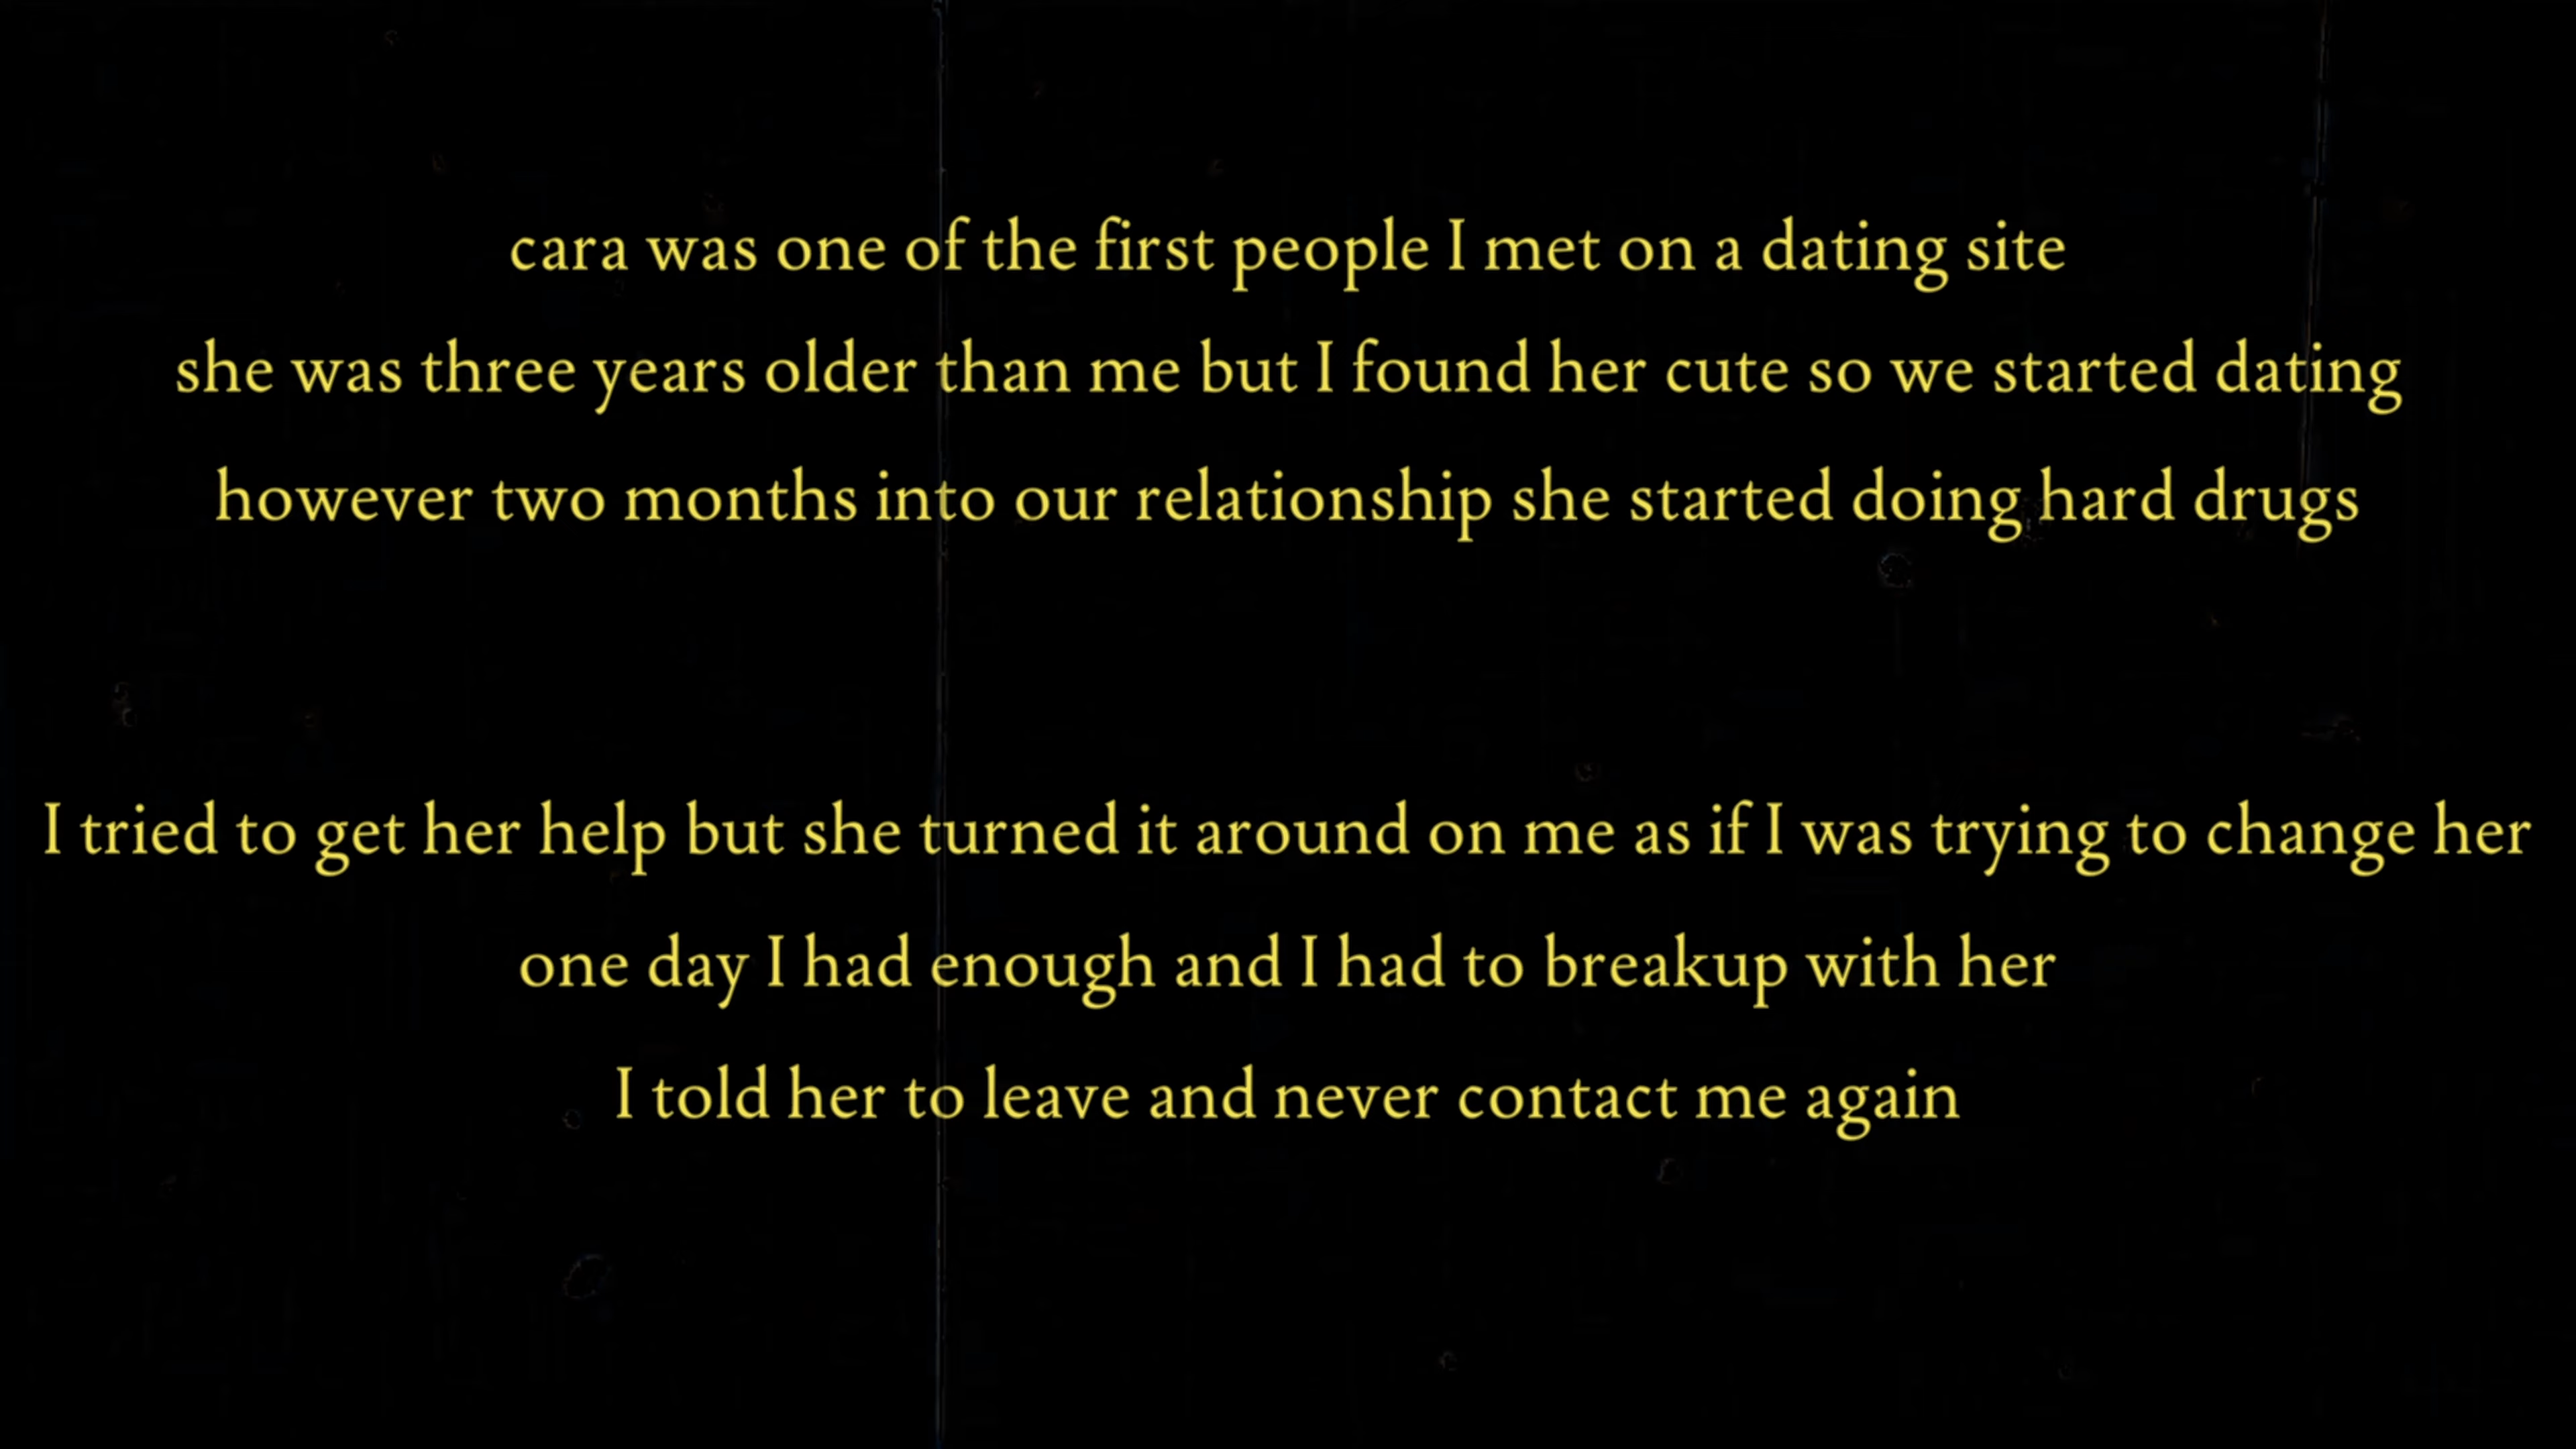 cara was one of the first people I met on a dating site
she was three years older than me but I found her cute so we started dating
however two months into our relationship she started doing hard drugs
I tried to get her help but she turned it around on me as if I was trying to change her
one day I had enough and I had to breakup with her
I told her to leave and never contact me again